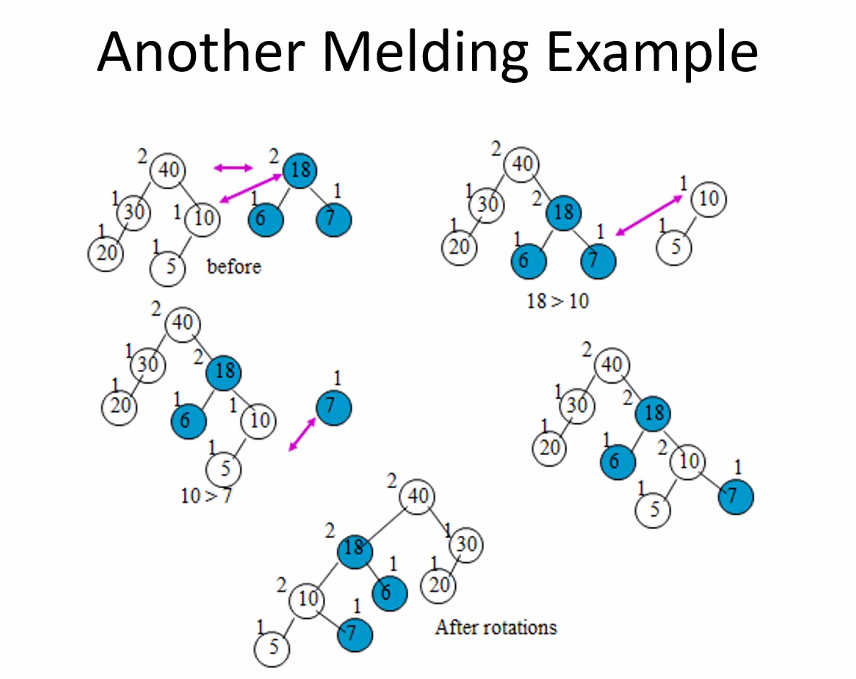 Another Melding Example
2 40 2 18
1 30 1 10 1 6 1 7
1 20 1 5
before
2 40
1 30 2 18 1 10
1 20 1 6 1 7 1 5
18 > 10
2 40
1 30 2 18
1 20 1 6 1 10 1 7
1 5
10 > 7
2 40
1 30 2 18
1 20 1 6 2 10
1 5 1 7
2 40
2 18 1 30
2 10 1 6 1 20
1 5 1 7
After rotations